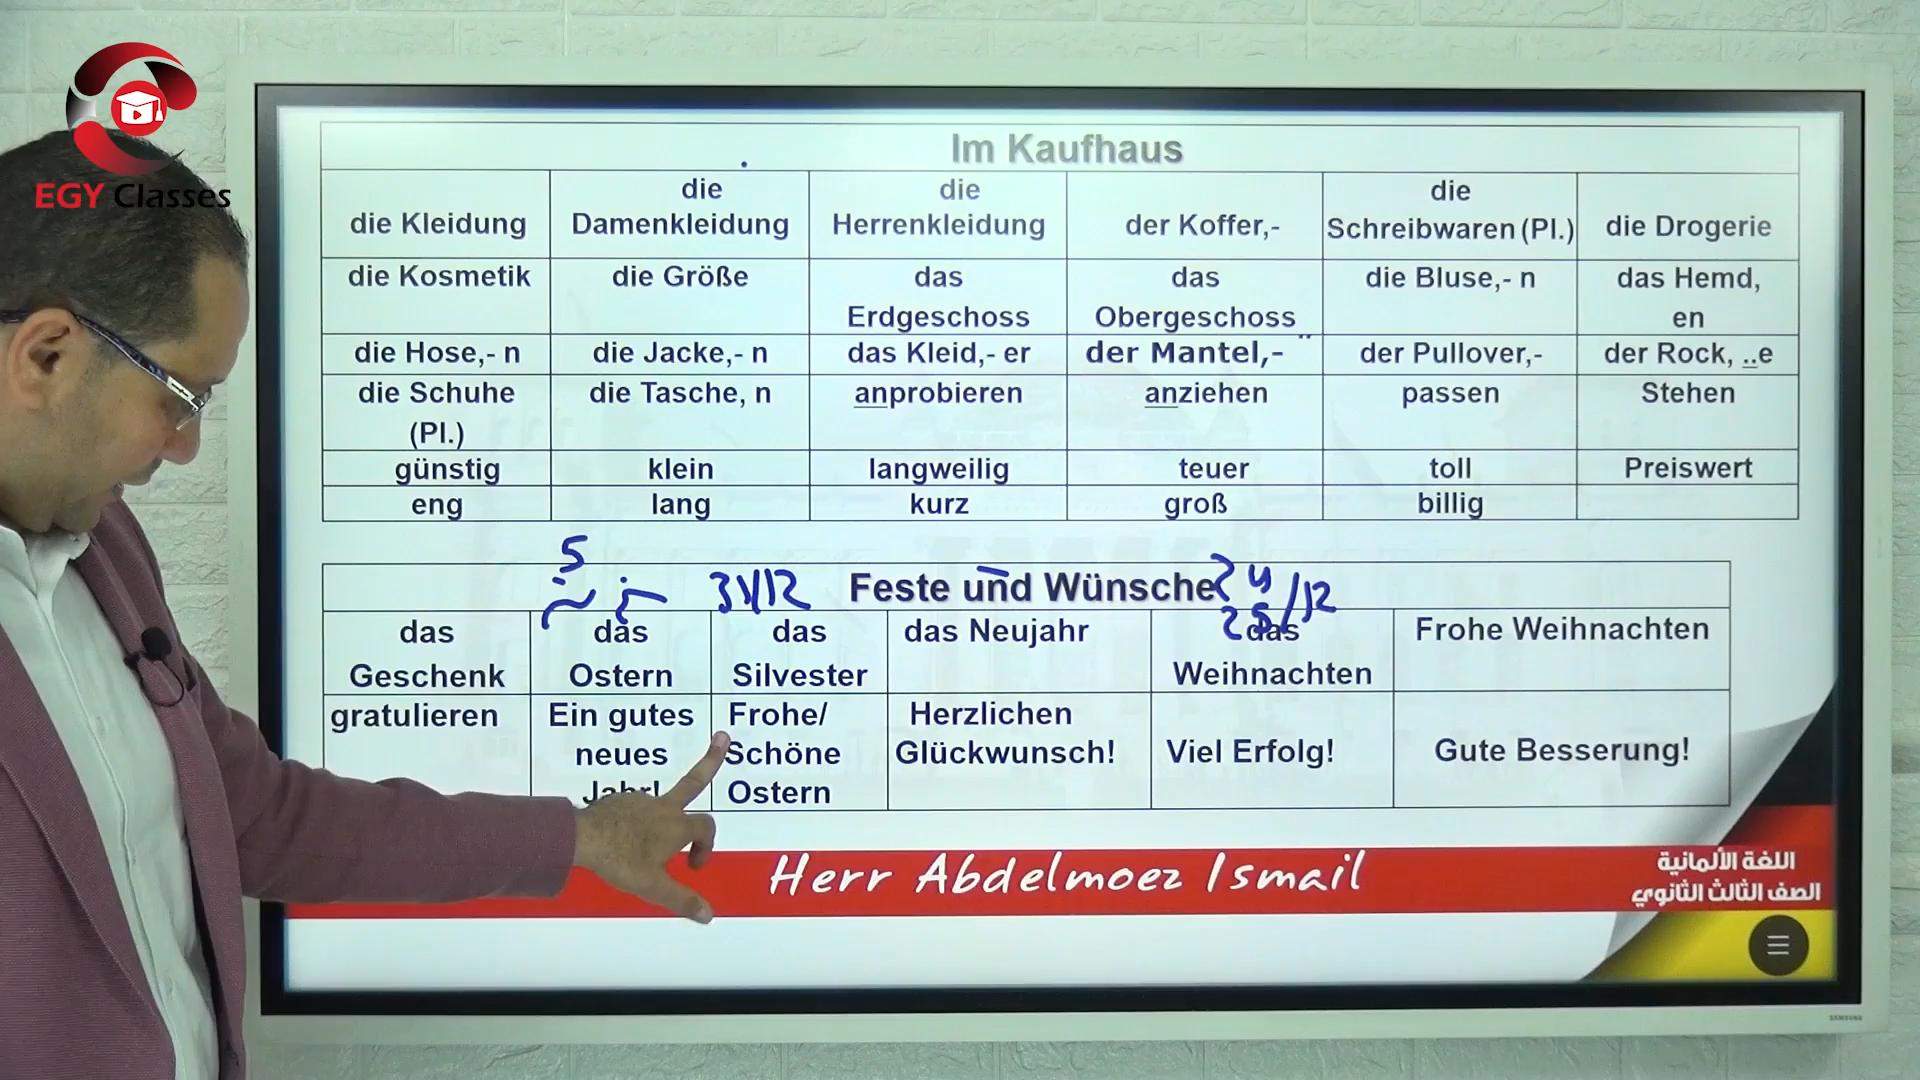 EGY Classes
Im Kaufhaus
die Kleidung
die
Damenkleidung
die
Herrenkleidung
der Koffer,-
die
Schreibwaren (Pl.)
die Drogerie
die Kosmetik
die Größe
das
Erdgeschoss
das
Obergeschoss
die Bluse,- n
das Hemd,
en
die Hose,- n
die Jacke,- n
das Kleid,- er
der Mantel,- ¨
der Pullover,-
der Rock, ..e
die Schuhe
(Pl.)
die Tasche, n
anprobieren
anziehen
passen
Stehen
günstig
klein
langweilig
teuer
toll
Preiswert
eng
lang
kurz
groß
billig
31/12
Feste und Wünsche
24
25/12
das
Geschenk
das
Ostern
das
Silvester
das Neujahr
das
Weihnachten
Frohe Weihnachten
gratulieren
Ein gutes
neues
Jahr!
Frohe/
Schöne
Ostern
Herzlichen
Glückwunsch!
Viel Erfolg!
Gute Besserung!
Herr Abdelmoez Ismail
اللغة الألمانية
الصف الثالث الثانوي
SAMSUNG